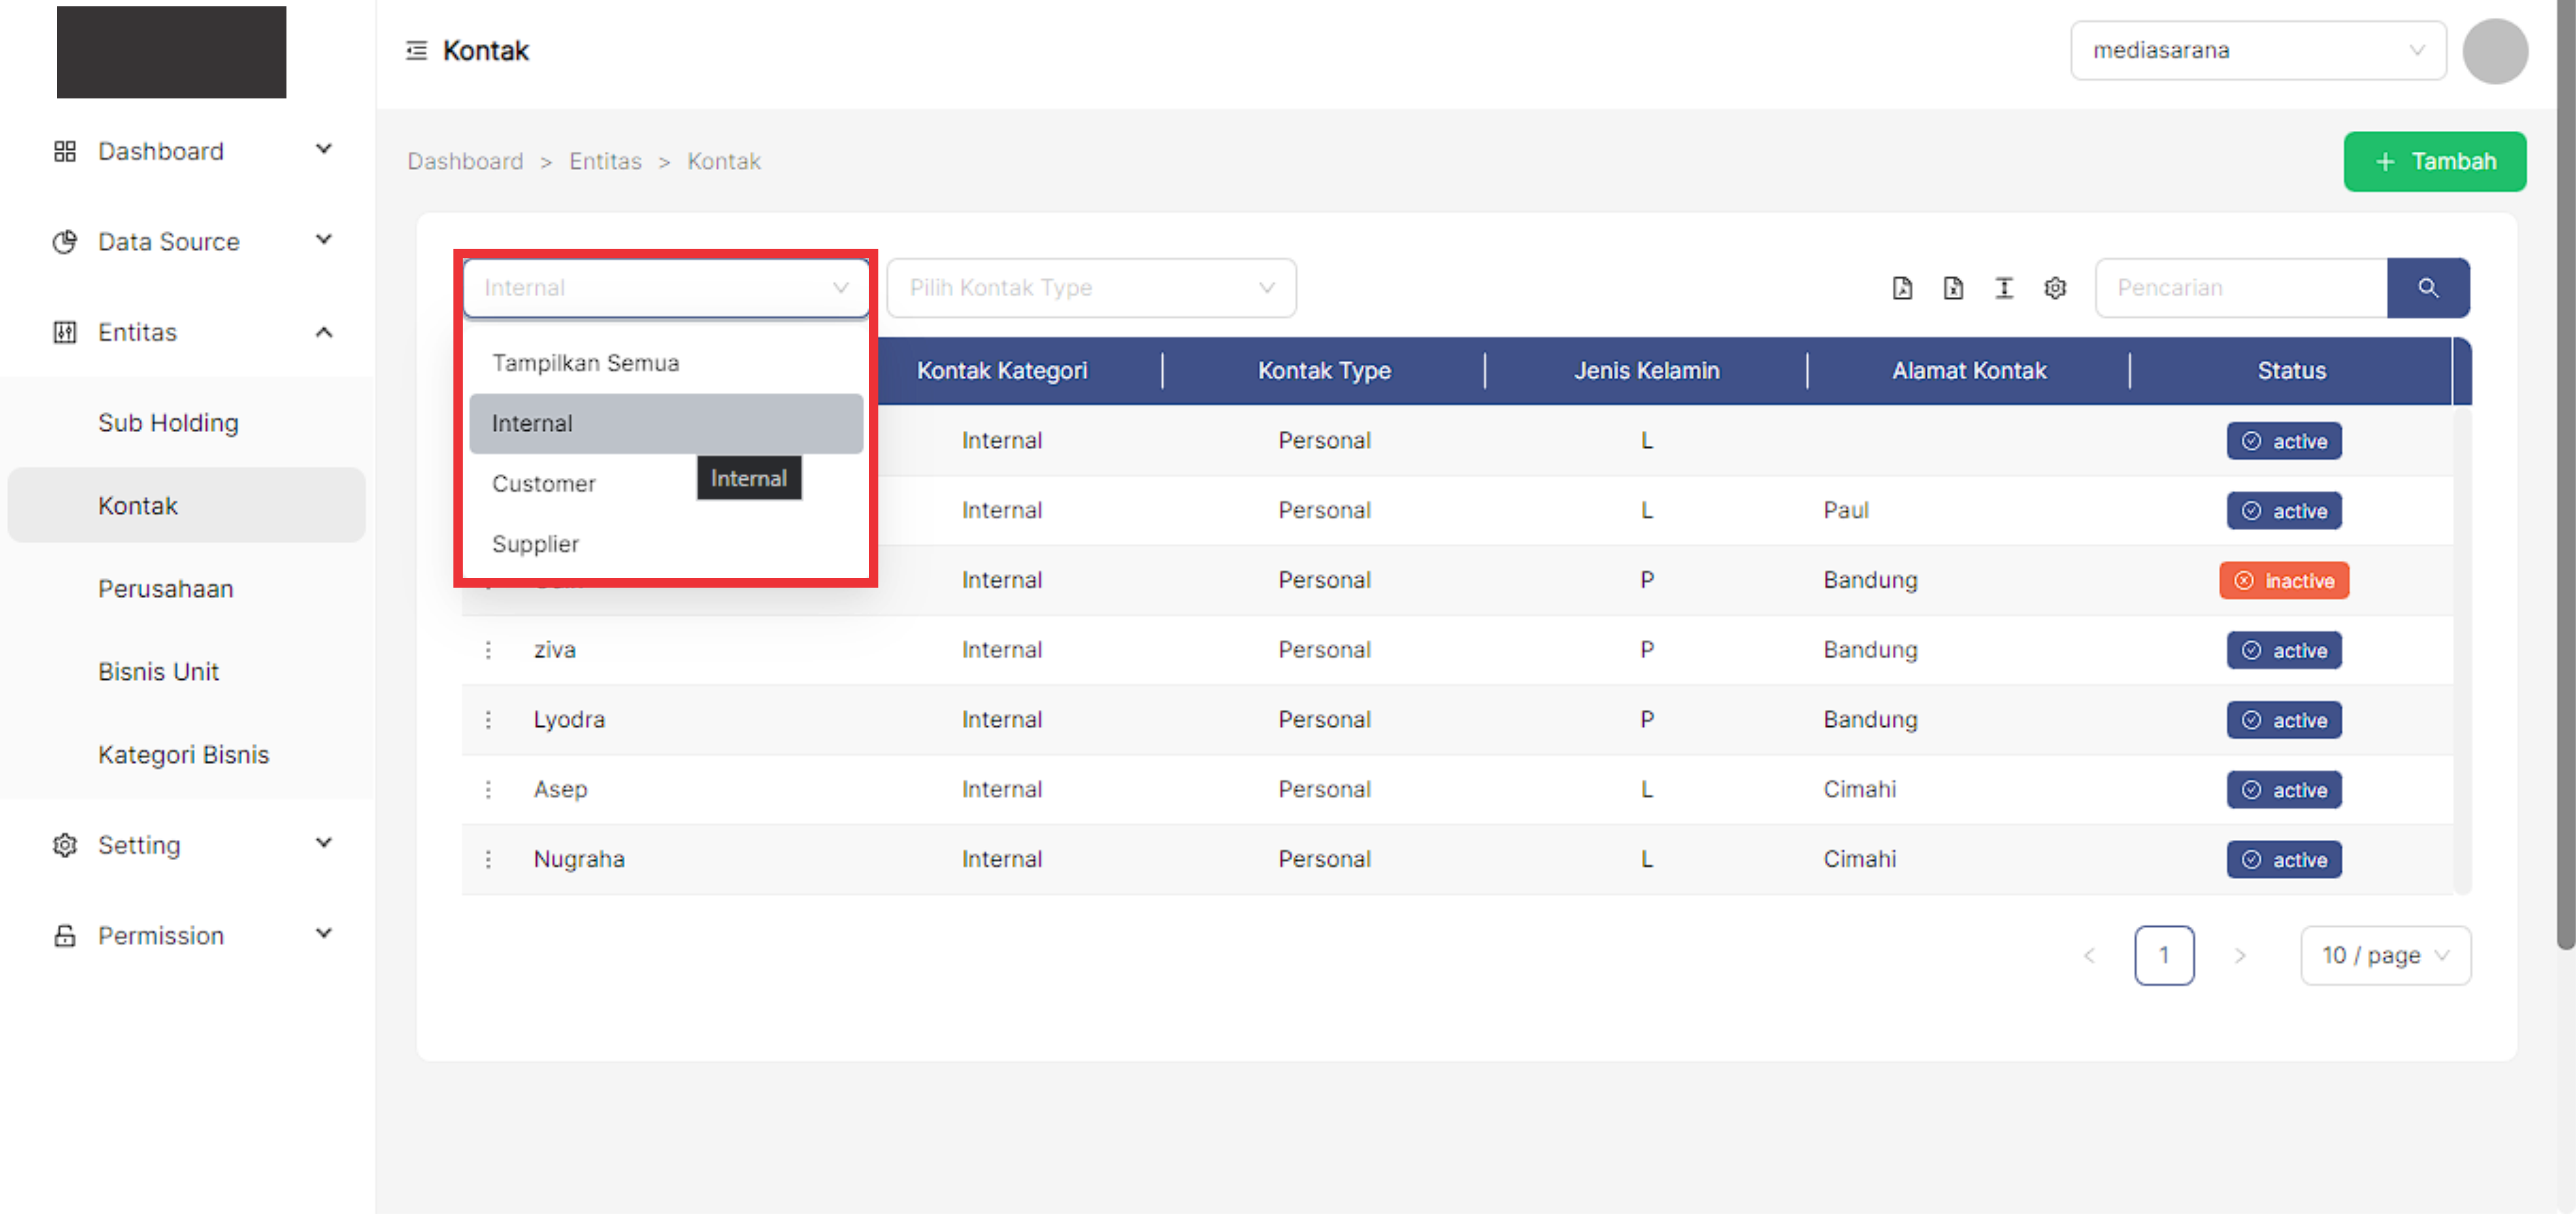 Kontak
mediasarana
Dashboard
Data Source
Entitas
Sub Holding
Kontak
Perusahaan
Bisnis Unit
Kategori Bisnis
Setting
Permission
Dashboard > Entitas > Kontak
+ Tambah
Internal
Pilih Kontak Type
Pencarian
Tampilkan Semua
Internal
Customer
Supplier
Internal
Kontak Kategori Kontak Type Jenis Kelamin Alamat Kontak Status
Internal Personal L active
Internal Personal L Paul active
Internal Personal P Bandung inactive
ziva Internal Personal P Bandung active
Lyodra Internal Personal P Bandung active
Asep Internal Personal L Cimahi active
Nugraha Internal Personal L Cimahi active
< 1 > 10 / page